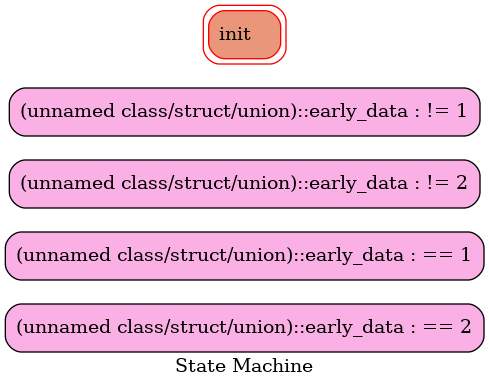 init
(unnamed class/struct/union)::early_data : != 1
(unnamed class/struct/union)::early_data : != 2
(unnamed class/struct/union)::early_data : == 1
(unnamed class/struct/union)::early_data : == 2
State Machine